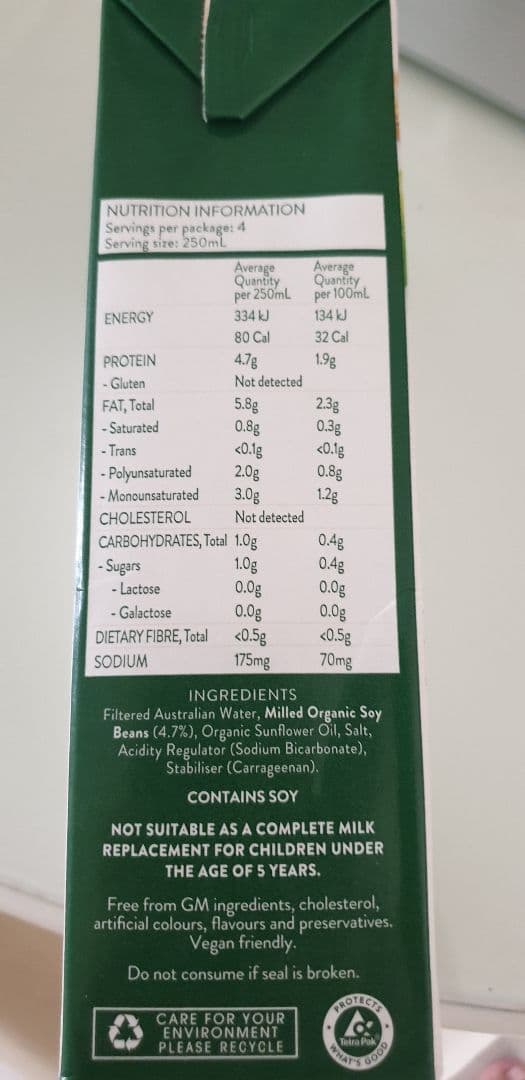 NUTRITION INFORMATION
Servings per package: 4
Serving size: 250mL
Average Quantity per 250mL Average Quantity per 100mL
ENERGY 334 kJ 134 kJ
80 Cal 32 Cal
PROTEIN 4.7g 1.9g
- Gluten Not detected
FAT, Total 5.8g 2.3g
- Saturated 0.8g 0.3g
- Trans <0.1g <0.1g
- Polyunsaturated 2.0g 0.8g
- Monounsaturated 3.0g 1.2g
CHOLESTEROL Not detected
CARBOHYDRATES, Total 1.0g 0.4g
- Sugars 1.0g 0.4g
- Lactose 0.0g 0.0g
- Galactose 0.0g 0.0g
DIETARY FIBRE, Total <0.5g <0.5g
SODIUM 175mg 70mg
INGREDIENTS
Filtered Australian Water, Milled Organic Soy
Beans (4.7%), Organic Sunflower Oil, Salt,
Acidity Regulator (Sodium Bicarbonate),
Stabiliser (Carrageenan).
CONTAINS SOY
NOT SUITABLE AS A COMPLETE MILK
REPLACEMENT FOR CHILDREN UNDER
THE AGE OF 5 YEARS.
Free from GM ingredients, cholesterol,
artificial colours, flavours and preservatives.
Vegan friendly.
Do not consume if seal is broken.
CARE FOR YOUR
ENVIRONMENT
PLEASE RECYCLE
PROTECTS
Tetra Pak
WHAT'S GOOD